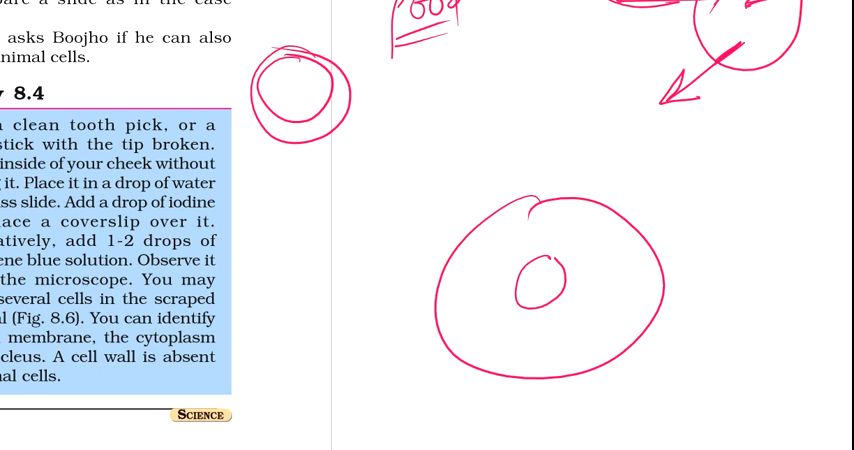 asks Boojho if he can also
nimal cells.
8.4
clean tooth pick, or a
stick with the tip broken.
inside of your cheek without
it. Place it in a drop of water
ss slide. Add a drop of iodine
ace a coverslip over it.
atively, add 1-2 drops of
ene blue solution. Observe it
the microscope. You may
several cells in the scraped
l (Fig. 8.6). You can identify
membrane, the cytoplasm
cleus. A cell wall is absent
al cells.
SCIENCE